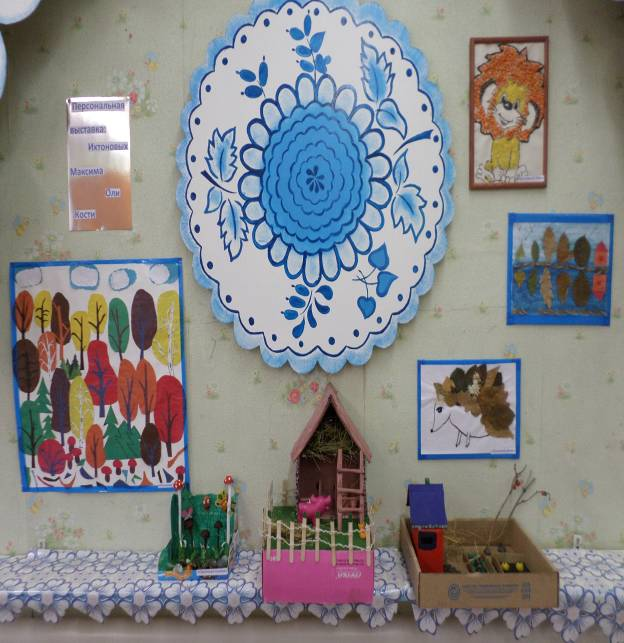 Персональная
выставка:
Ихтоновых
Максима
Оли
Кости